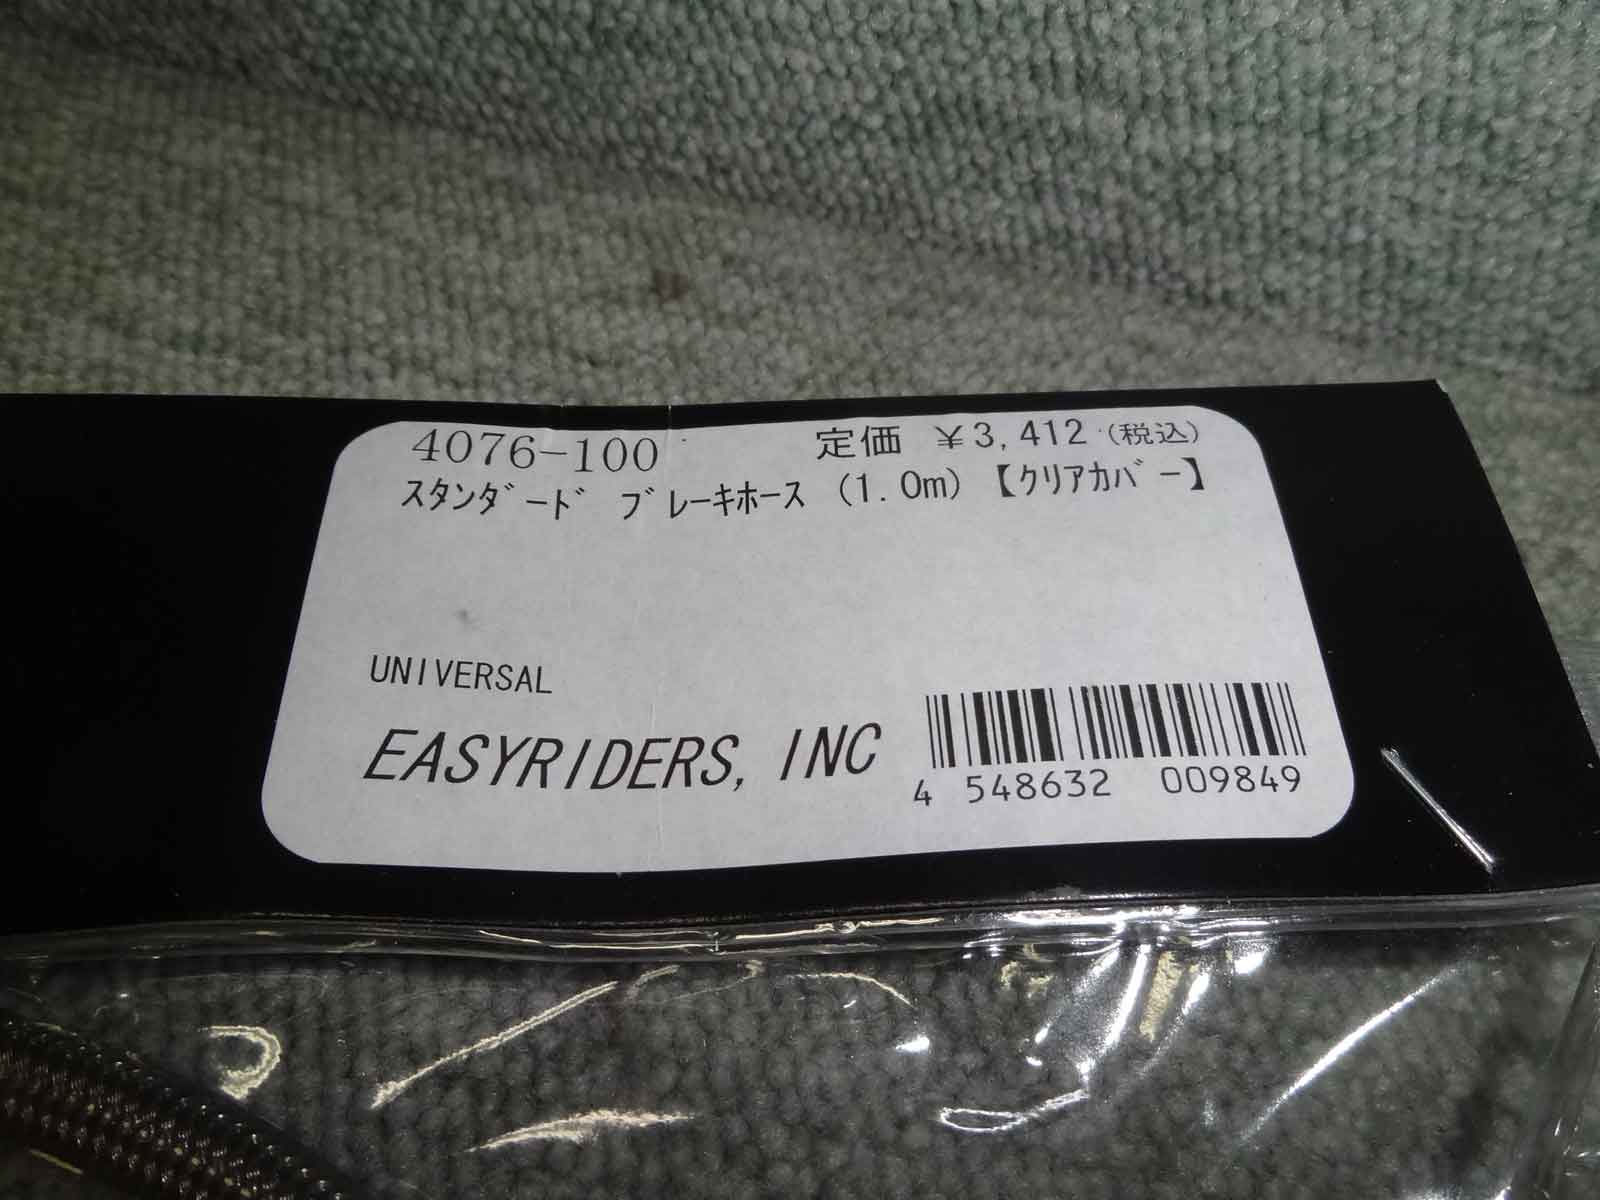 4076-100 定価 ¥3,412 (税込)
スタンダード ブレーキホース (1.0m) 【クリアカバー】
UNIVERSAL
EASYRIDERS, INC
4 548632 009849